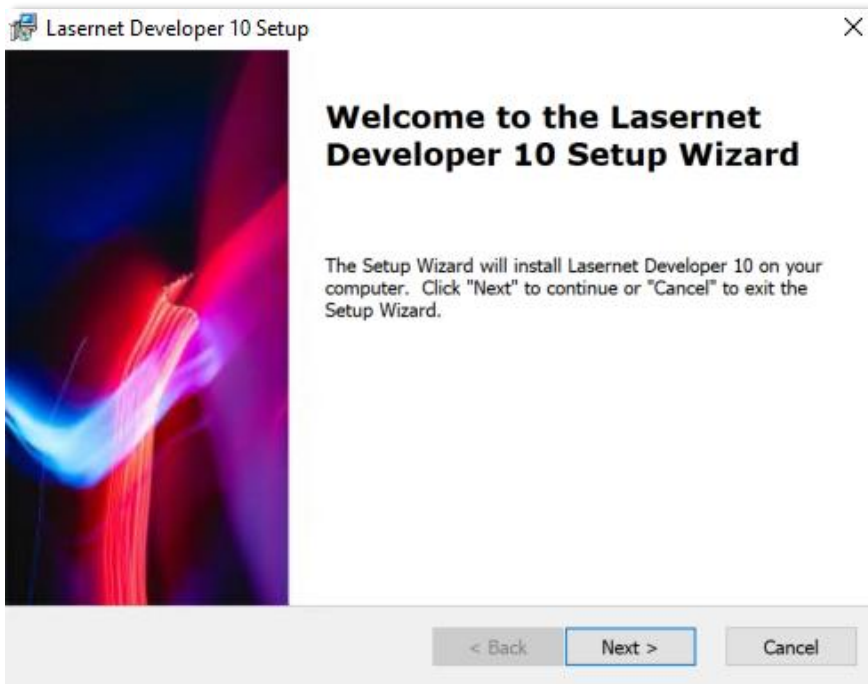 Lasernet Developer 10 Setup
Welcome to the Lasernet
Developer 10 Setup Wizard
The Setup Wizard will install Lasernet Developer 10 on your
computer. Click "Next" to continue or "Cancel" to exit the
Setup Wizard.
< Back Next > Cancel